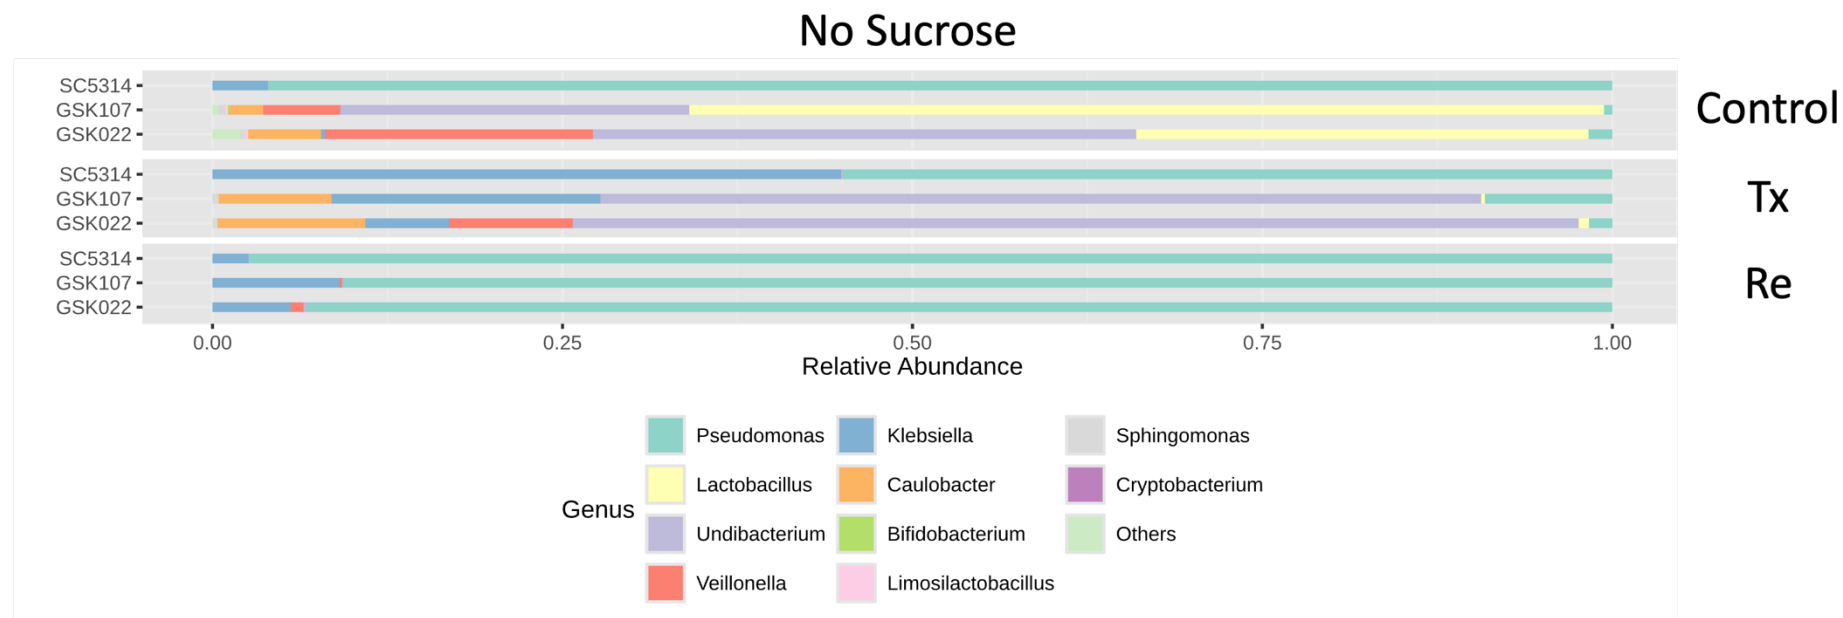 No Sucrose
SC5314
GSK107
GSK022
Control
SC5314
GSK107
GSK022
Tx
SC5314
GSK107
GSK022
Re
0.00 0.25 0.50 0.75 1.00
Relative Abundance
Genus
Pseudomonas Klebsiella Sphingomonas
Lactobacillus Caulobacter Cryptobacterium
Undibacterium Bifidobacterium Others
Veillonella Limosilactobacillus